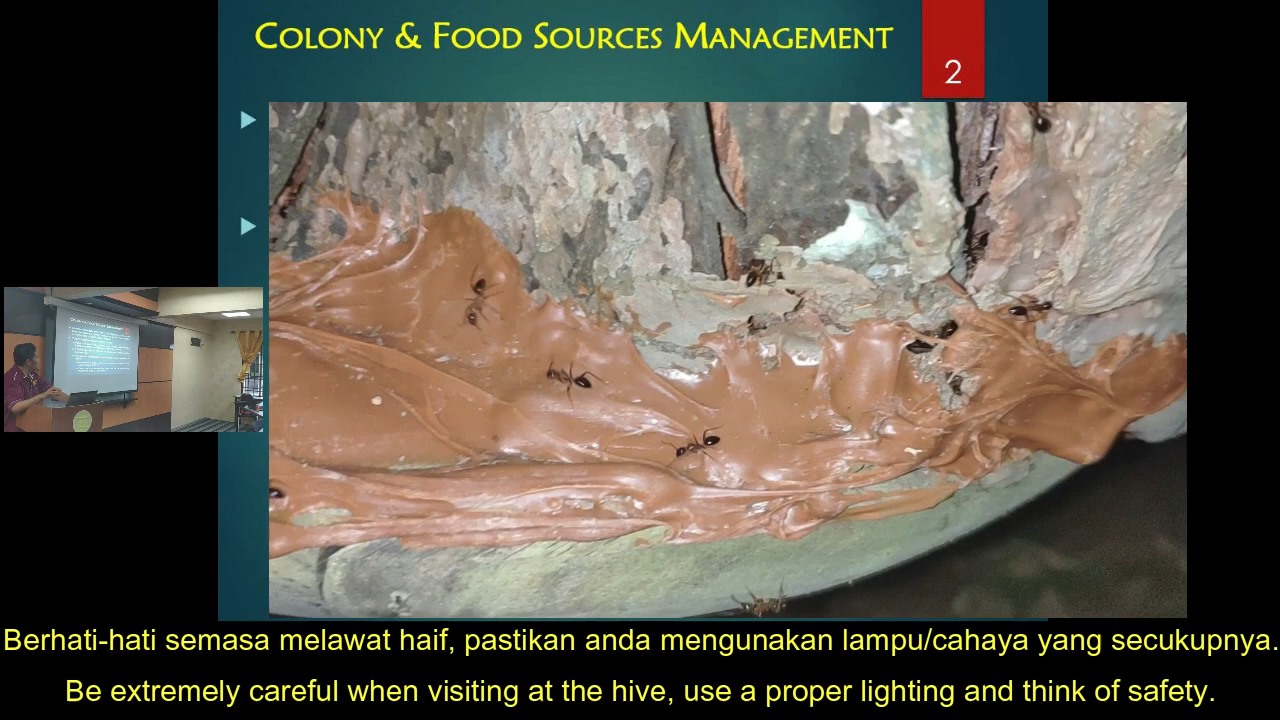 COLONY & FOOD SOURCES MANAGEMENT
2
Berhati-hati semasa melawat haif, pastikan anda mengunakan lampu/cahaya yang secukupnya.
Be extremely careful when visiting at the hive, use a proper lighting and think of safety.